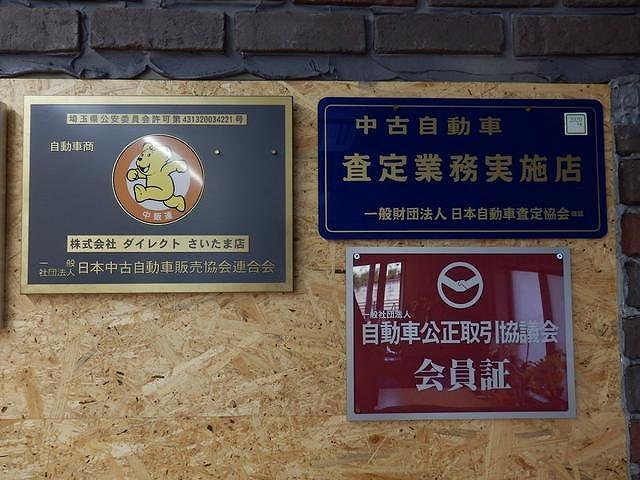 埼玉県公安委員会許可第431320034221号
自動車商
中販連
株式会社 ダイレクト さいたま店
一般社団法人 日本中古自動車販売協会連合会
中古自動車
査定業務実施店
一般財団法人 日本自動車査定協会
一般社団法人
自動車公正取引協議会
会員証